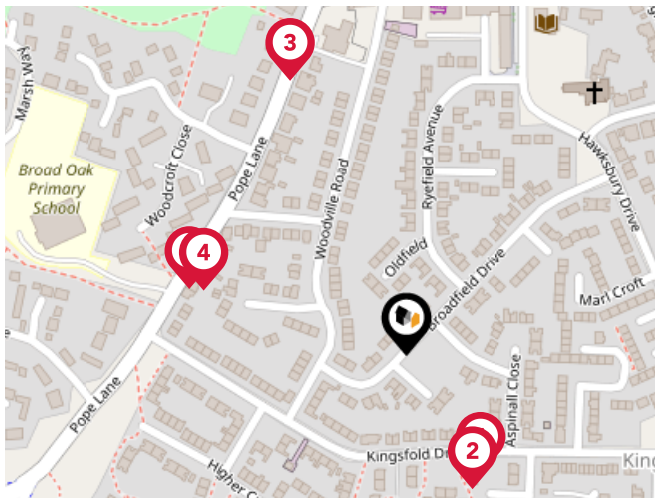 3
Marsh Way
Broad Oak
Primary
School
Woodcroft Close
Pope Lane
Woodville Road
Ryefield Avenue
Hawksbury Drive
4
Oldfield
Broadfield Drive
Marl Croft
Pope Lane
Aspinall Close
2
Kingsfold Dr
King
Higher C